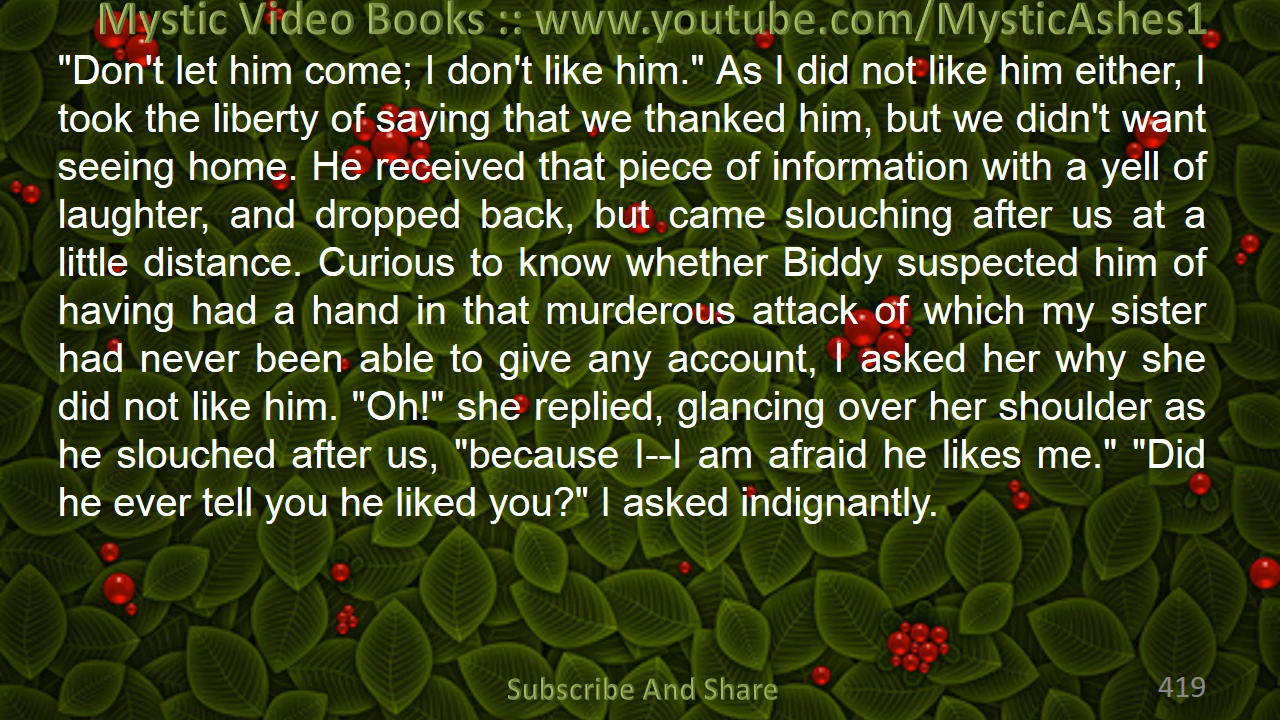 Mystic Video Books :: www.youtube.com/MysticAshes1
"Don't let him come; I don't like him." As I did not like him either, I
took the liberty of saying that we thanked him, but we didn't want
seeing home. He received that piece of information with a yell of
laughter, and dropped back, but came slouching after us at a
little distance. Curious to know whether Biddy suspected him of
having had a hand in that murderous attack of which my sister
had never been able to give any account, I asked her why she
did not like him. "Oh!" she replied, glancing over her shoulder as
he slouched after us, "because I--I am afraid he likes me." "Did
he ever tell you he liked you?" I asked indignantly.
Subscribe And Share
419